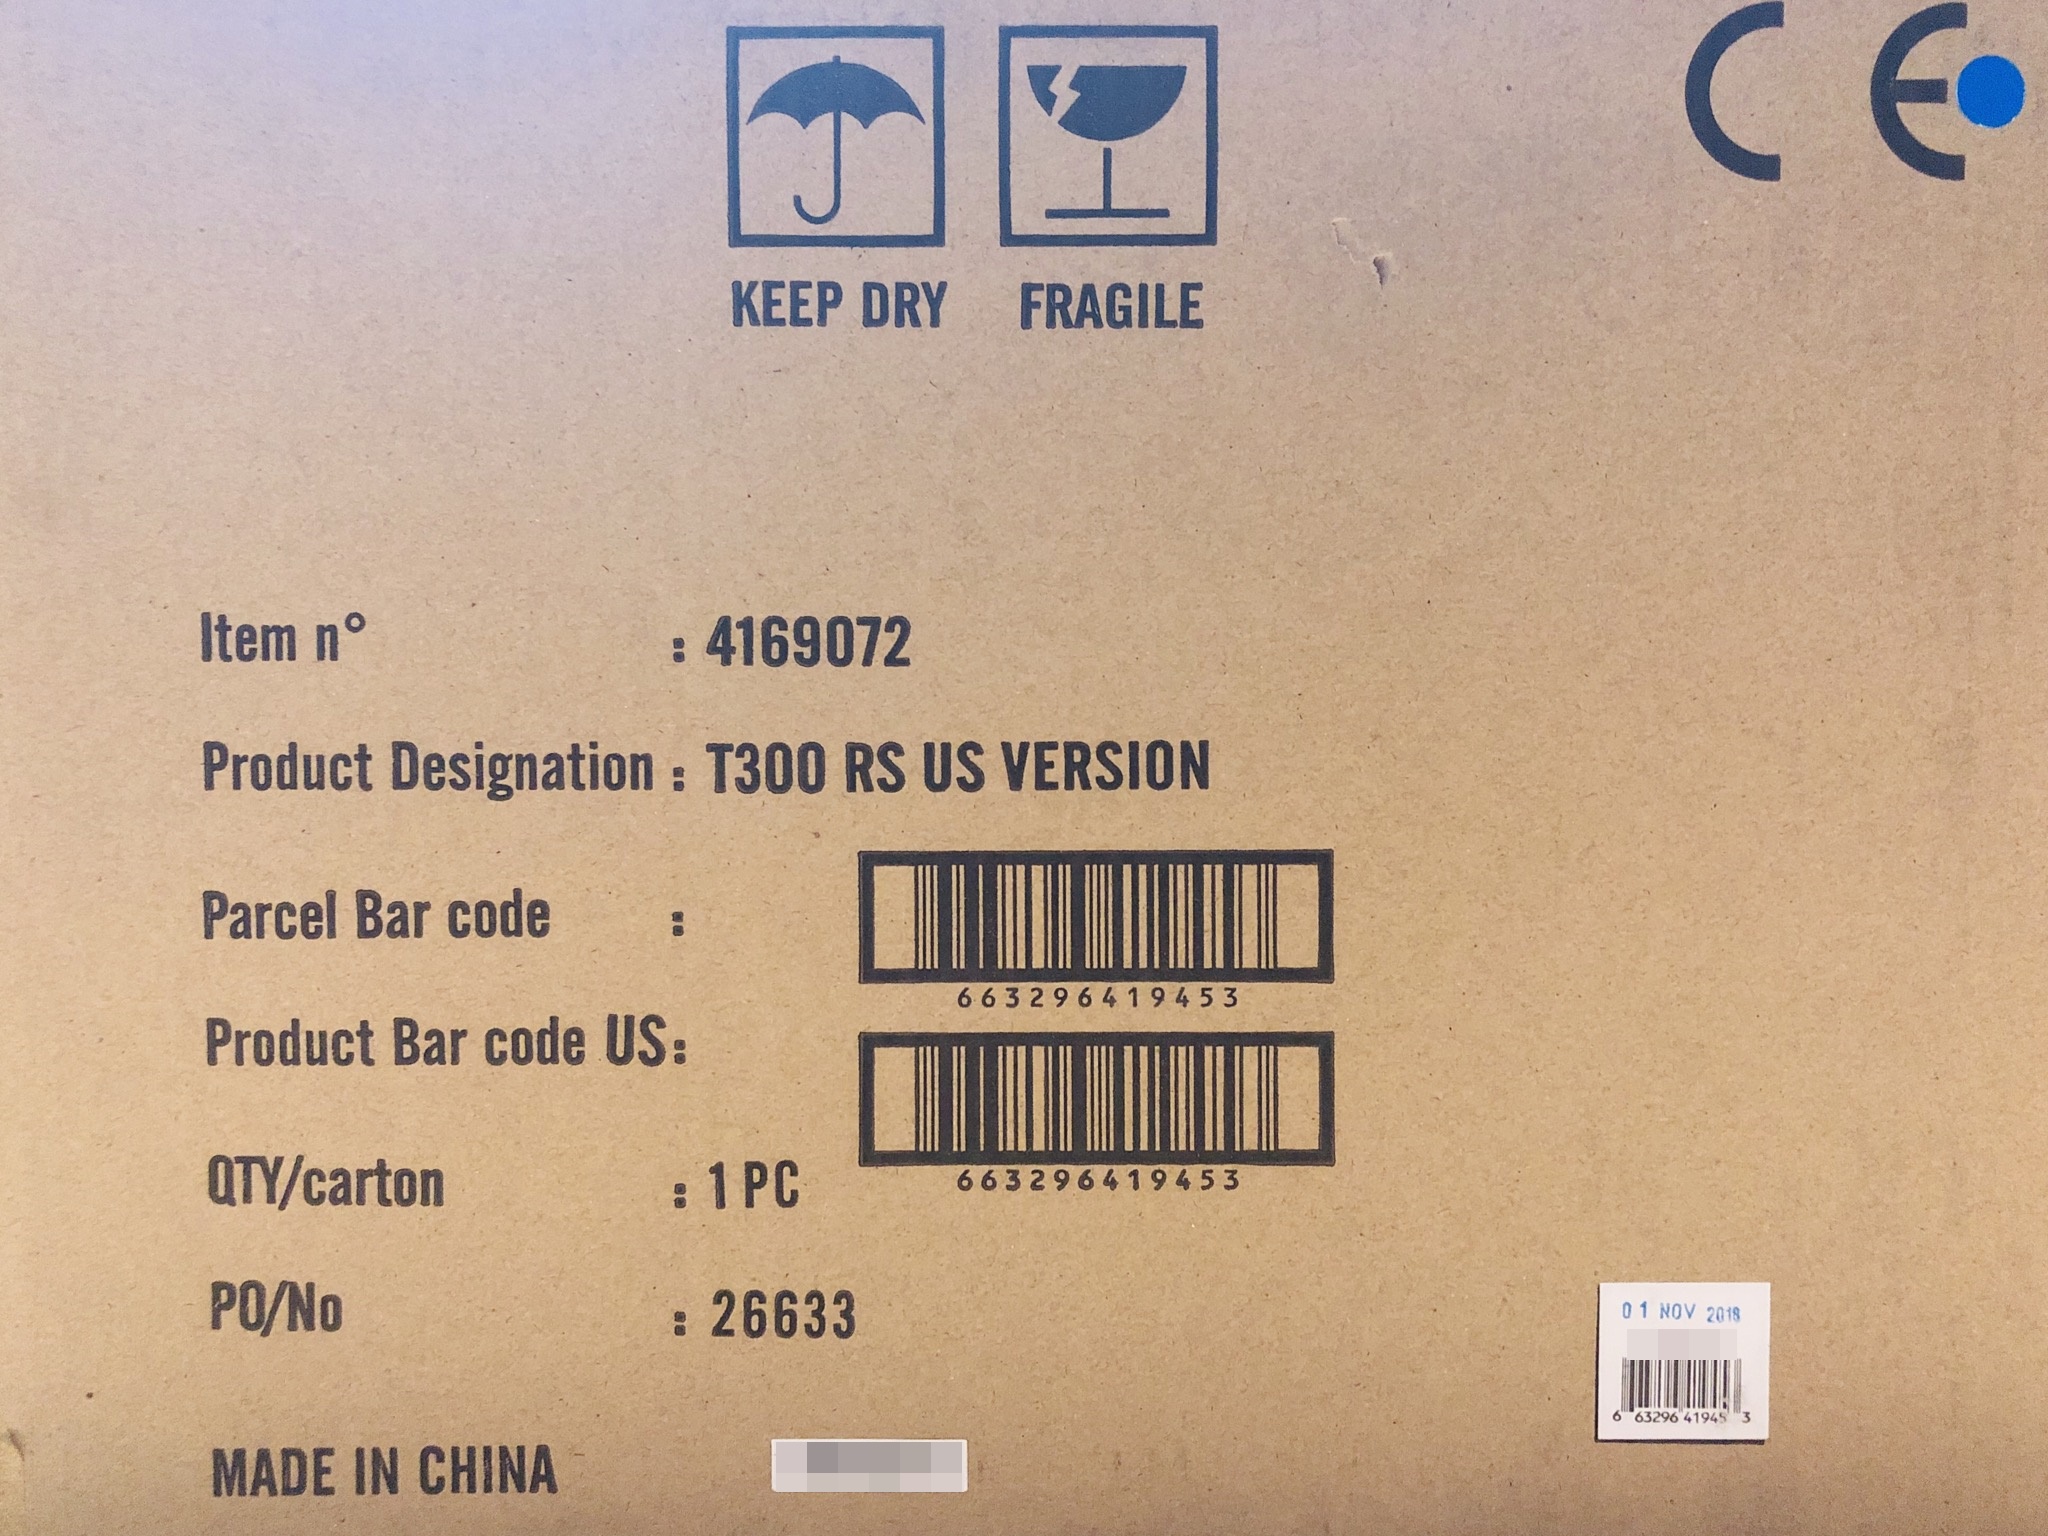 CE
KEEP DRY FRAGILE
Item n° : 4169072
Product Designation : T300 RS US VERSION
Parcel Bar code :
663296419453
Product Bar code US:
663296419453
QTY/carton : 1 PC
PO/No : 26633
01 NOV 2018
6 63296 41945 3
MADE IN CHINA